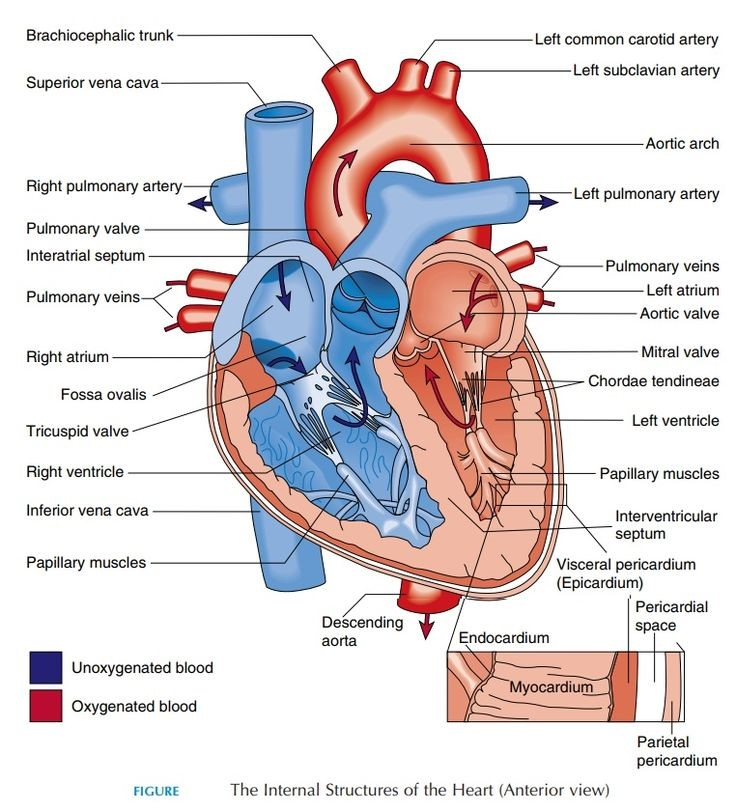 Brachiocephalic trunk
Superior vena cava
Right pulmonary artery
Pulmonary valve
Interatrial septum
Pulmonary veins
Right atrium
Fossa ovalis
Tricuspid valve
Right ventricle
Inferior vena cava
Papillary muscles
Left common carotid artery
Left subclavian artery
Aortic arch
Left pulmonary artery
Pulmonary veins
Left atrium
Aortic valve
Mitral valve
Chordae tendineae
Left ventricle
Papillary muscles
Interventricular
septum
Visceral pericardium
(Epicardium)
Pericardial
space
Descending
aorta
Endocardium
Myocardium
Parietal
pericardium
Unoxygenated blood
Oxygenated blood
FIGURE The Internal Structures of the Heart (Anterior view)